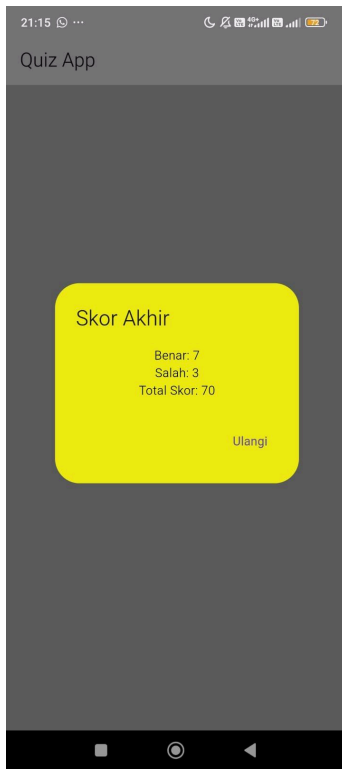 21:15
Quiz App
Skor Akhir
Benar: 7
Salah: 3
Total Skor: 70
Ulangi